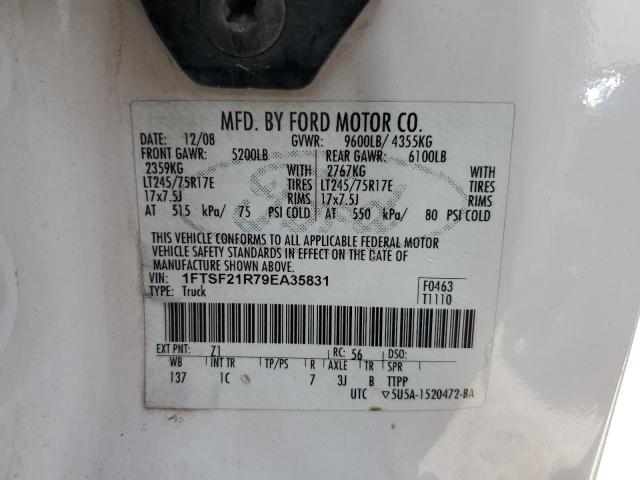 MFD. BY FORD MOTOR CO.
DATE: 12/08 GVWR: 9600LB/ 4355KG
FRONT GAWR: 5200LB REAR GAWR: 6100LB
2359KG WITH 2767KG WITH
LT245/75R17E TIRES LT245/75R17E TIRES
17x7.5J RIMS 17x7.5J RIMS
AT 515 kPa/ 75 PSI COLD AT 550 kPa/ 80 PSI COLD
THIS VEHICLE CONFORMS TO ALL APPLICABLE FEDERAL MOTOR
VEHICLE SAFETY STANDARDS IN EFFECT ON THE DATE OF
MANUFACTURE SHOWN ABOVE.
VIN: 1FTSF21R79EA35831 F0463
TYPE: Truck T1110
EXT PNT: Z1 RC: 56 DSO:
WB INT TR TP/PS R AXLE TR SPR
137 1C 7 3J B TTPP
UTC ▽5U5A-1520472-BA